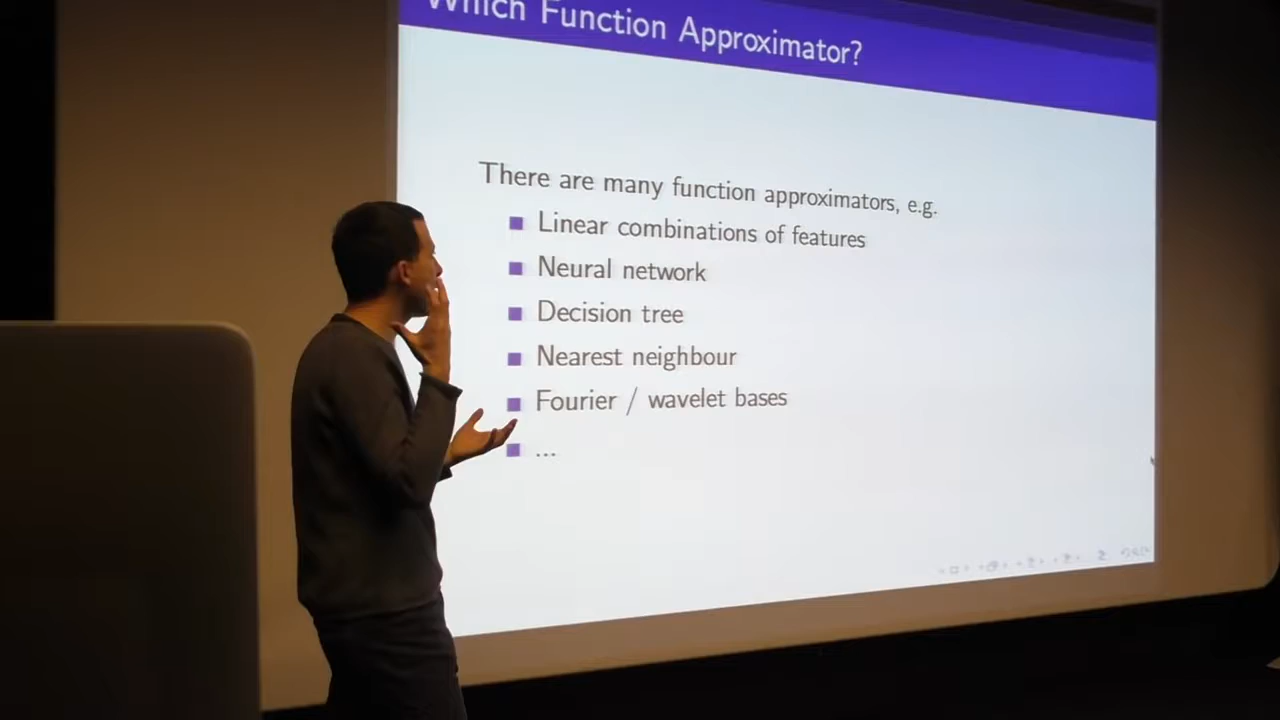 Which Function Approximator?
There are many function approximators, e.g.
Linear combinations of features
Neural network
Decision tree
Nearest neighbour
Fourier / wavelet bases
...